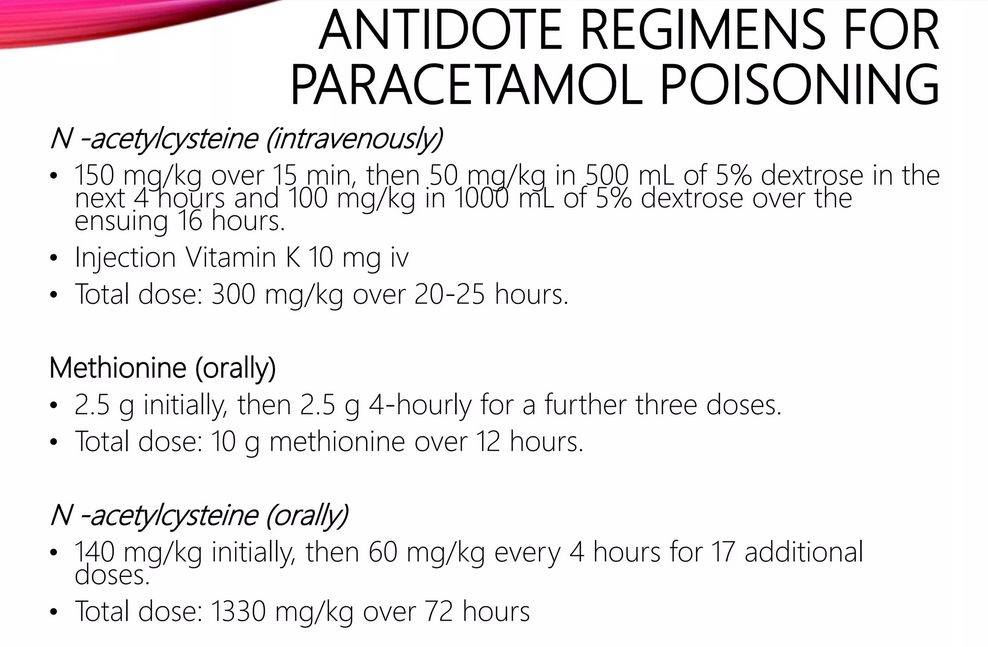 ANTIDOTE REGIMENS FOR
PARACETAMOL POISONING
N -acetylcysteine (intravenously)
• 150 mg/kg over 15 min, then 50 mg/kg in 500 mL of 5% dextrose in the
next 4 hours and 100 mg/kg in 1000 mL of 5% dextrose over the
ensuing 16 hours.
• Injection Vitamin K 10 mg iv
• Total dose: 300 mg/kg over 20-25 hours.
Methionine (orally)
• 2.5 g initially, then 2.5 g 4-hourly for a further three doses.
• Total dose: 10 g methionine over 12 hours.
N -acetylcysteine (orally)
• 140 mg/kg initially, then 60 mg/kg every 4 hours for 17 additional
doses.
• Total dose: 1330 mg/kg over 72 hours